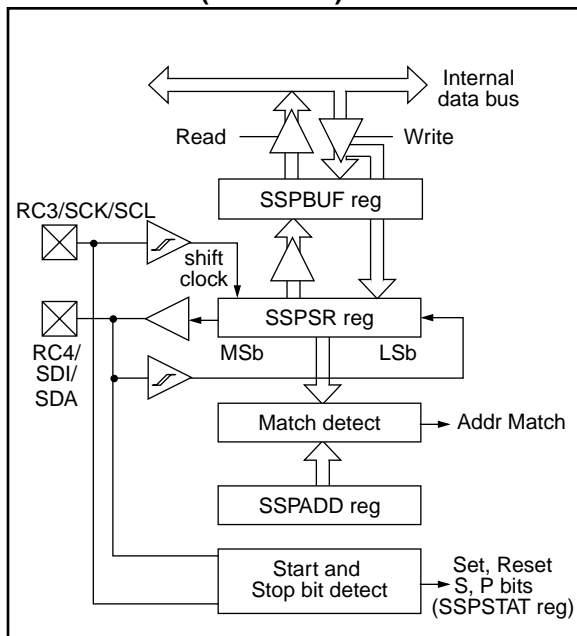 Internal
data bus
Read
Write
SSPBUF reg
RC3/SCK/SCL
shift
clock
SSPSR reg
MSb
LSb
RC4/
SDI/
SDA
Match detect
Addr Match
SSPADD reg
Start and
Stop bit detect
Set, Reset
S, P bits
(SSPSTAT reg)